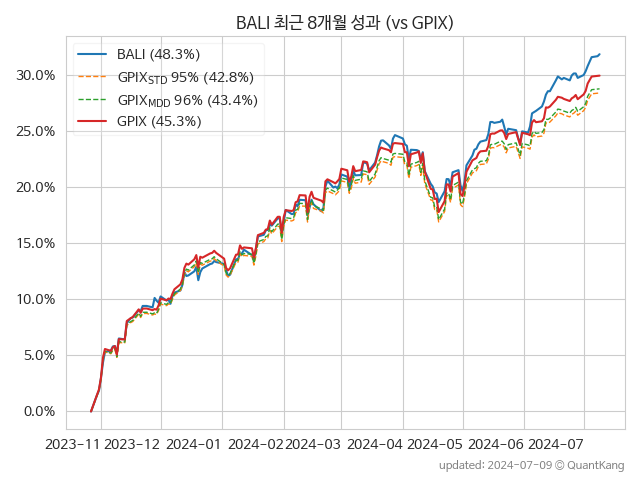 BALI 최근 8개월 성과 (vs GPIX)
BALI (48.3%)
GPIX_STD 95% (42.8%)
GPIX_MDD 96% (43.4%)
GPIX (45.3%)
30.0%
25.0%
20.0%
15.0%
10.0%
5.0%
0.0%
2023-11 2023-12 2024-01 2024-02 2024-03 2024-04 2024-05 2024-06 2024-07
updated: 2024-07-09 © QuantKang